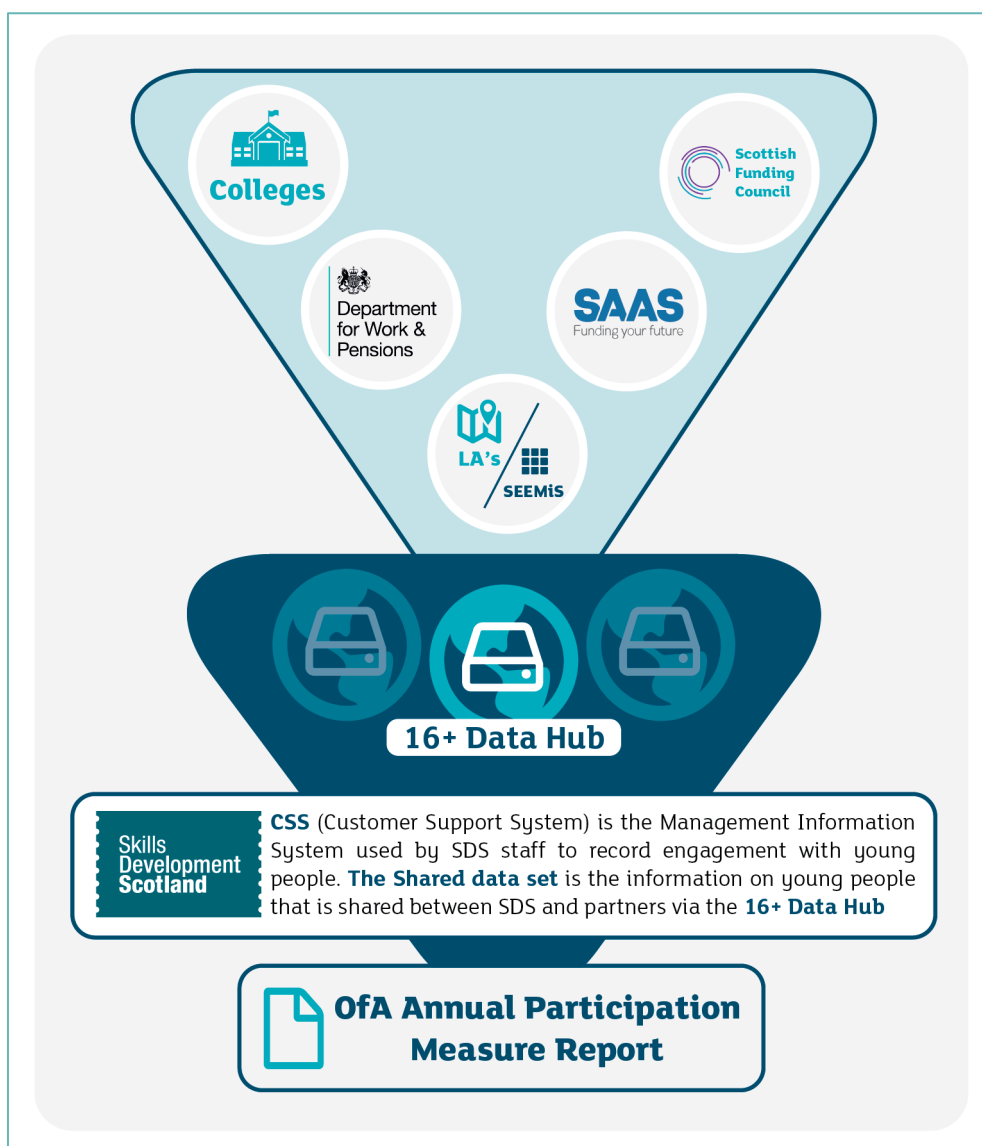 Colleges
Scottish
Funding
Council
Department
for Work &
Pensions
SAAS
Funding your future
LA's
SEEMiS
16+ Data Hub
Skills
Development
Scotland
CSS (Customer Support System) is the Management Information
System used by SDS staff to record engagement with young
people. The Shared data set is the information on young people
that is shared between SDS and partners via the 16+ Data Hub
OfA Annual Participation
Measure Report